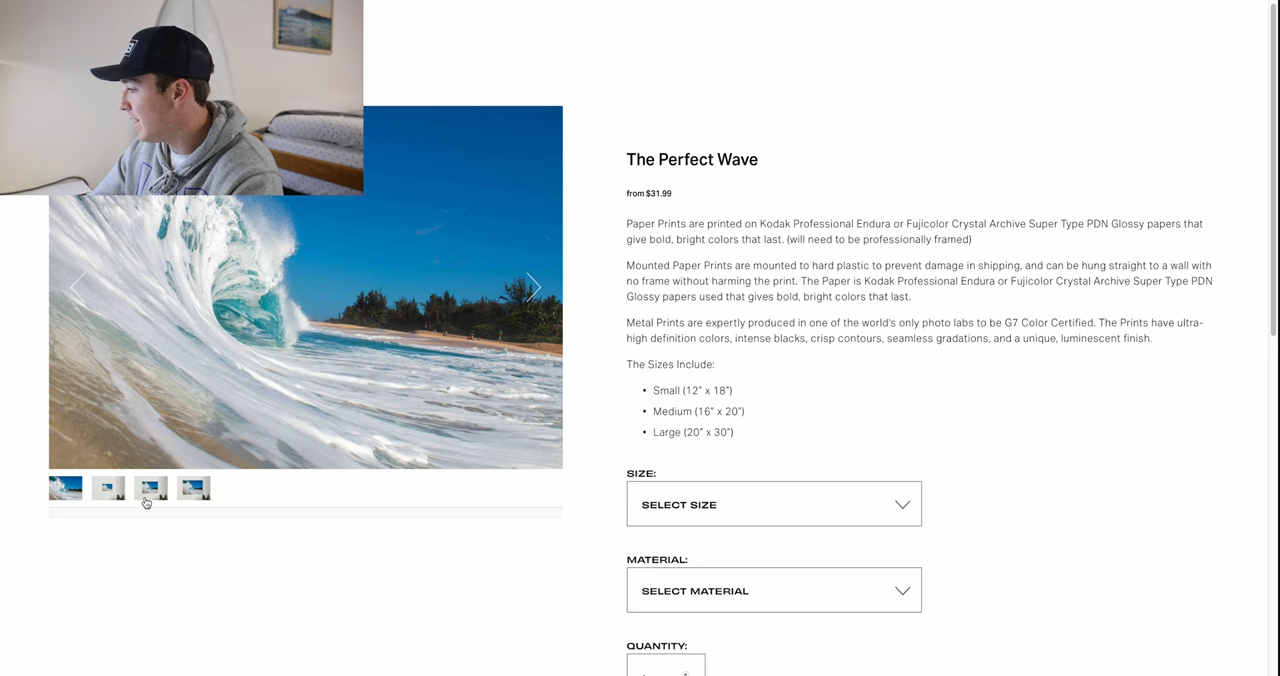 The Perfect Wave
from $31.99
Paper Prints are printed on Kodak Professional Endura or Fujicolor Crystal Archive Super Type PDN Glossy papers that
give bold, bright colors that last. (will need to be professionally framed)
Mounted Paper Prints are mounted to hard plastic to prevent damage in shipping, and can be hung straight to a wall with
no frame without harming the print. The Paper is Kodak Professional Endura or Fujicolor Crystal Archive Super Type PDN
Glossy papers used that gives bold, bright colors that last.
Metal Prints are expertly produced in one of the world's only photo labs to be G7 Color Certified. The Prints have ultra-
high definition colors, intense blacks, crisp contours, seamless gradations, and a unique, luminescent finish.
The Sizes Include:
• Small (12" x 18")
• Medium (16" x 20")
• Large (20" x 30")
SIZE:
SELECT SIZE
MATERIAL:
SELECT MATERIAL
QUANTITY: